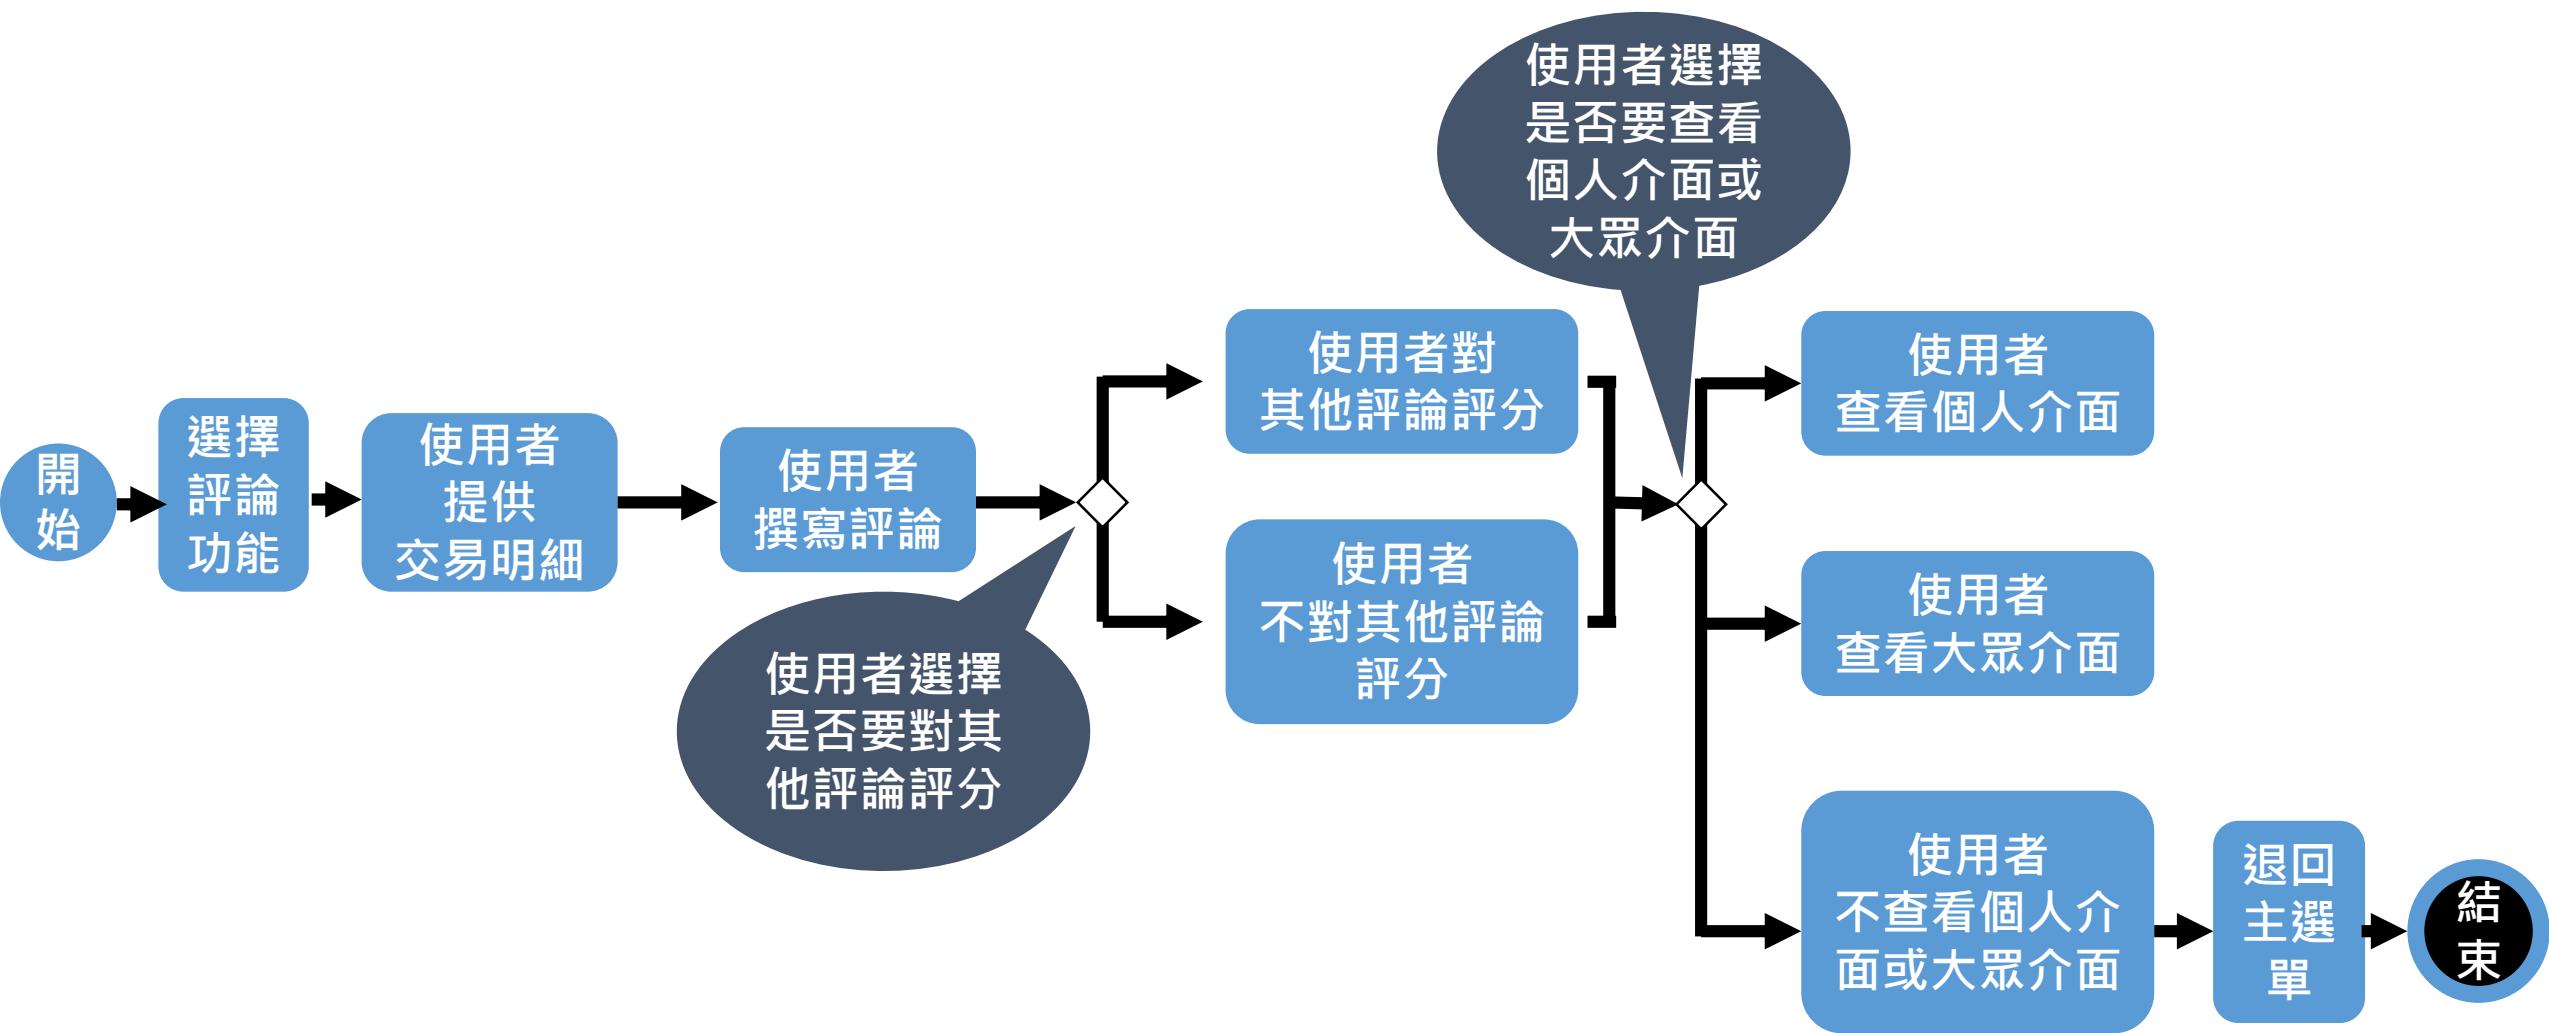 開
始
選擇
評論
功能
使用者
提供
交易明細
使用者
撰寫評論
使用者選擇
是否要對其
他評論評分
使用者對
其他評論評分
使用者
不對其他評論
評分
使用者選擇
是否要查看
個人介面或
大眾介面
使用者
查看個人介面
使用者
查看大眾介面
使用者
不查看個人介
面或大眾介面
退回
主選
單
結
束